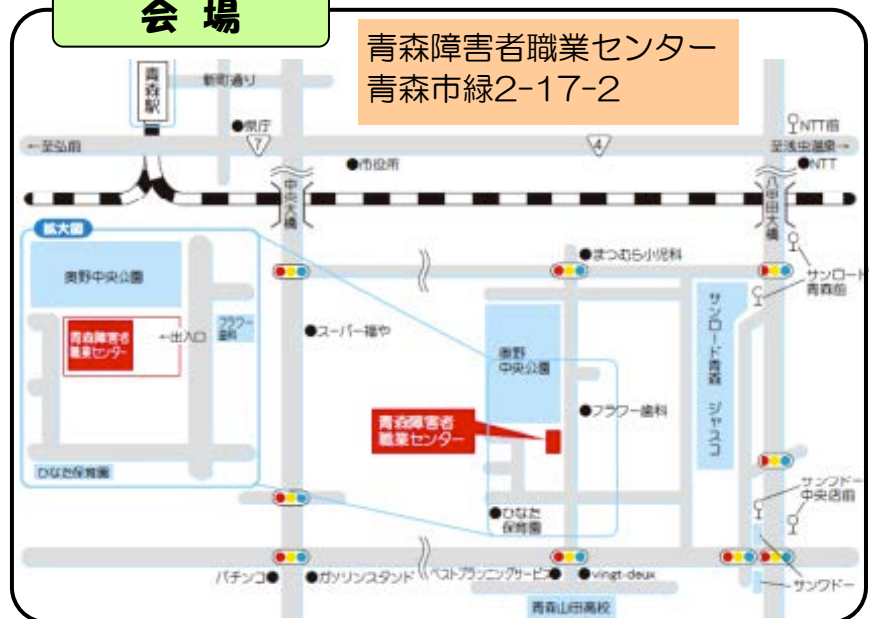 会 場
青森障害者職業センター
青森市緑2-17-2
青森駅
新町通り
●県庁
7
4
NTT前
←至弘前
至浅虫温泉→
●市役所
●NTT
中央大橋
八甲田大橋
拡大図
奥野中央公園
青森障害者
職業センター
←出入口
フラワー
歯科
ひなた保育園
●まつむら小児科
サンロード
青森前
サンロード青森 ジャスコ
●スーパー福や
奥野
中央公園
●フラワー歯科
青森障害者
職業センター
●ひなた
保育園
サンワドー
中央店前
パチンコ●
●ガソリンスタンド
ベストプランニングサービス●
●vingt-deux
サンワドー
青森山田高校